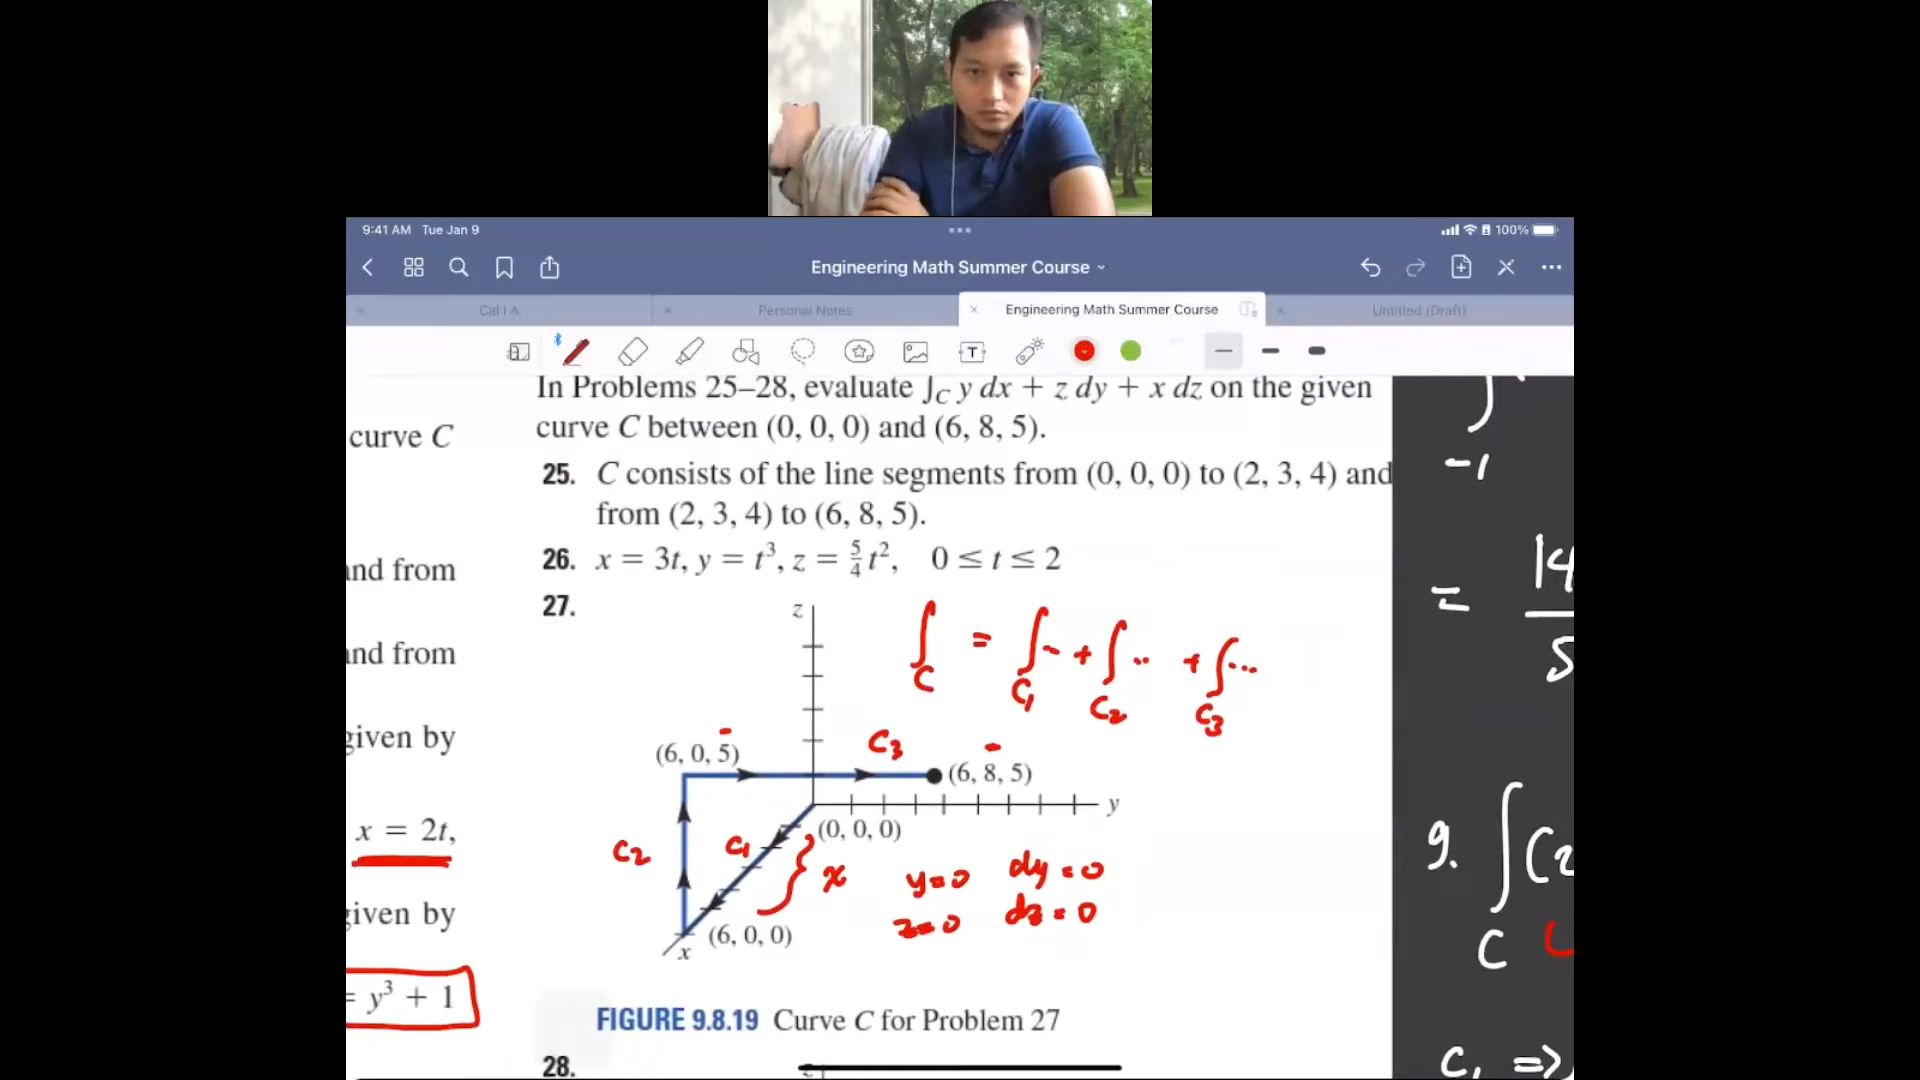 9:41 AM Tue Jan 9
100%
Engineering Math Summer Course
Cal I A
Personal Notes
Engineering Math Summer Course
Untitled (Draft)
T
In Problems 25–28, evaluate ∫C y dx + z dy + x dz on the given
curve C between (0, 0, 0) and (6, 8, 5).
25. C consists of the line segments from (0, 0, 0) to (2, 3, 4) and
from (2, 3, 4) to (6, 8, 5).
26. x = 3t, y = t³, z = 5/4 t², 0 ≤ t ≤ 2
27.
z
∫C = ∫C₁ .. + ∫C₂ .. + ∫C₃ ...
(6, 0, 5)
C₃
(6, 8, 5)
y
(0, 0, 0)
C₂
C₁
x
y=0 dy=0
z=0 dz=0
(6, 0, 0)
x
FIGURE 9.8.19 Curve C for Problem 27
28.
curve C
and from
and from
given by
x = 2t,
given by
= y³ + 1
∫
-1
= 14
5
9. ∫ (2
C
C₁ ⇒